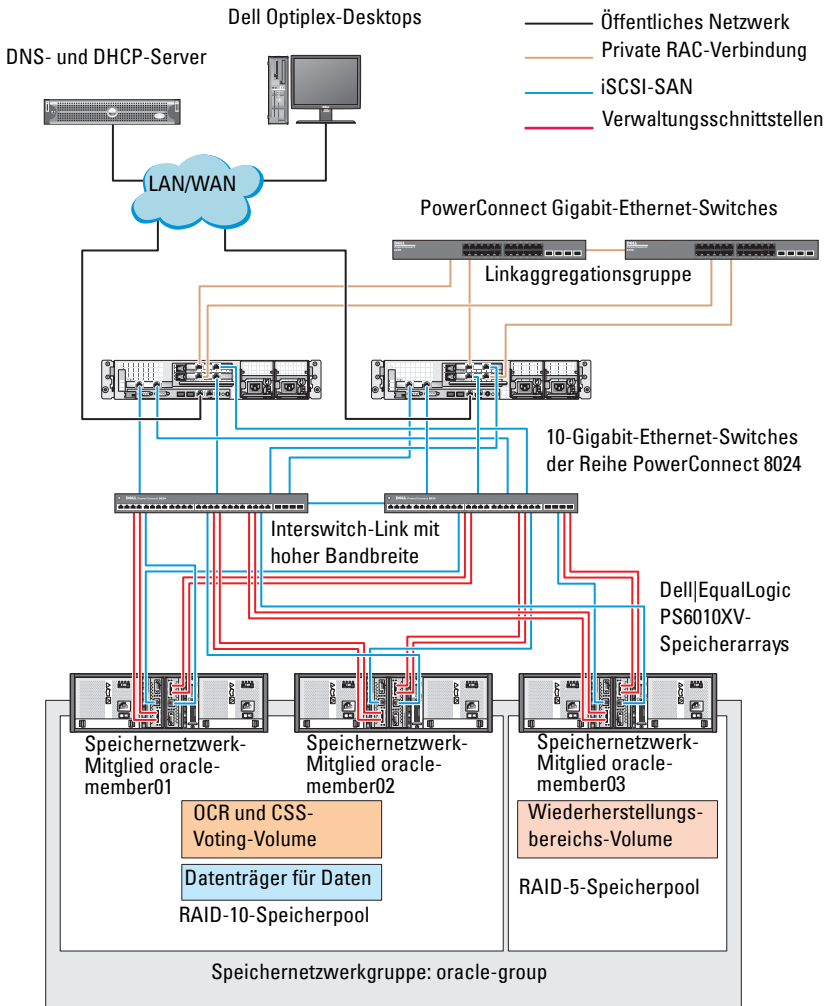 Dell Optiplex-Desktops
DNS- und DHCP-Server
Öffentliches Netzwerk
Private RAC-Verbindung
iSCSI-SAN
Verwaltungsschnittstellen
LAN/WAN
PowerConnect Gigabit-Ethernet-Switches
Linkaggregationsgruppe
10-Gigabit-Ethernet-Switches
der Reihe PowerConnect 8024
Interswitch-Link mit
hoher Bandbreite
Dell|EqualLogic
PS6010XV-
Speicherarrays
Speichernetzwerk-
Mitglied oracle-
member01
Speichernetzwerk-
Mitglied oracle-
member02
Speichernetzwerk-
Mitglied oracle-
member03
OCR und CSS-
Voting-Volume
Wiederherstellungs-
bereichs-Volume
Datenträger für Daten
RAID-10-Speicherpool
RAID-5-Speicherpool
Speichernetzwerkgruppe: oracle-group